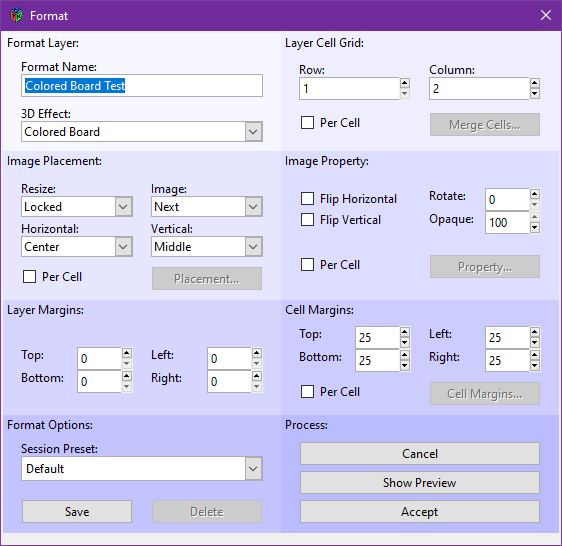 Format
Format Layer:
Format Name:
Colored Board Test
3D Effect:
Colored Board
Layer Cell Grid:
Row: Column:
1 2
Per Cell Merge Cells...
Image Placement:
Resize: Image:
Locked Next
Horizontal: Vertical:
Center Middle
Per Cell Placement...
Image Property:
Flip Horizontal Rotate: 0
Flip Vertical Opaque: 100
Per Cell Property...
Layer Margins:
Top: 0 Left: 0
Bottom: 0 Right: 0
Cell Margins:
Top: 25 Left: 25
Bottom: 25 Right: 25
Per Cell Cell Margins...
Format Options:
Session Preset:
Default
Save Delete
Process:
Cancel
Show Preview
Accept